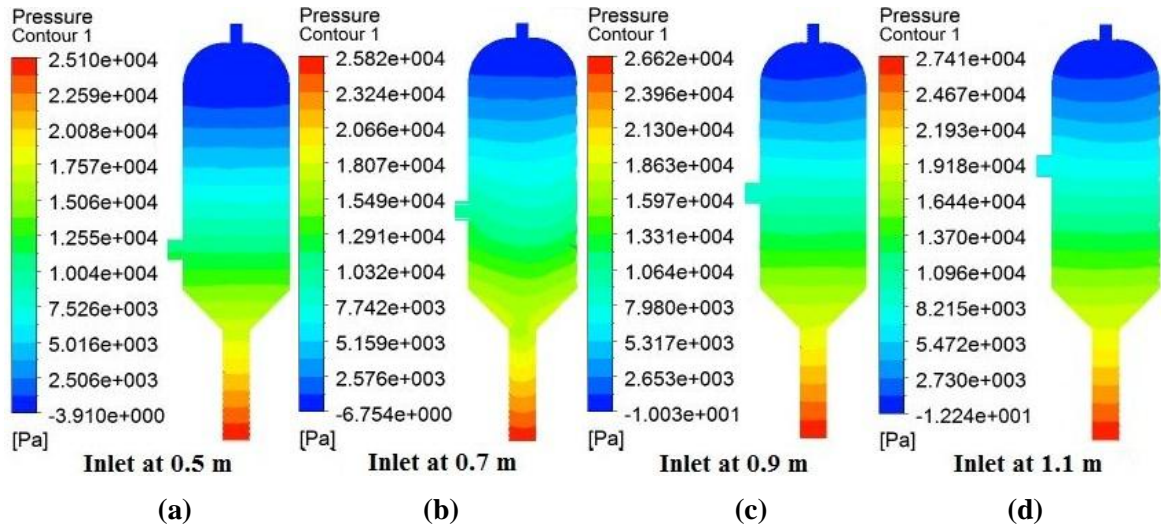 Pressure
Contour 1
2.510e+004
2.259e+004
2.008e+004
1.757e+004
1.506e+004
1.255e+004
1.004e+004
7.526e+003
5.016e+003
2.506e+003
-3.910e+000
[Pa]
Inlet at 0.5 m
(a)
Pressure
Contour 1
2.582e+004
2.324e+004
2.066e+004
1.807e+004
1.549e+004
1.291e+004
1.032e+004
7.742e+003
5.159e+003
2.576e+003
-6.754e+000
[Pa]
Inlet at 0.7 m
(b)
Pressure
Contour 1
2.662e+004
2.396e+004
2.130e+004
1.863e+004
1.597e+004
1.331e+004
1.064e+004
7.980e+003
5.317e+003
2.653e+003
-1.003e+001
[Pa]
Inlet at 0.9 m
(c)
Pressure
Contour 1
2.741e+004
2.467e+004
2.193e+004
1.918e+004
1.644e+004
1.370e+004
1.096e+004
8.215e+003
5.472e+003
2.730e+003
-1.224e+001
[Pa]
Inlet at 1.1 m
(d)